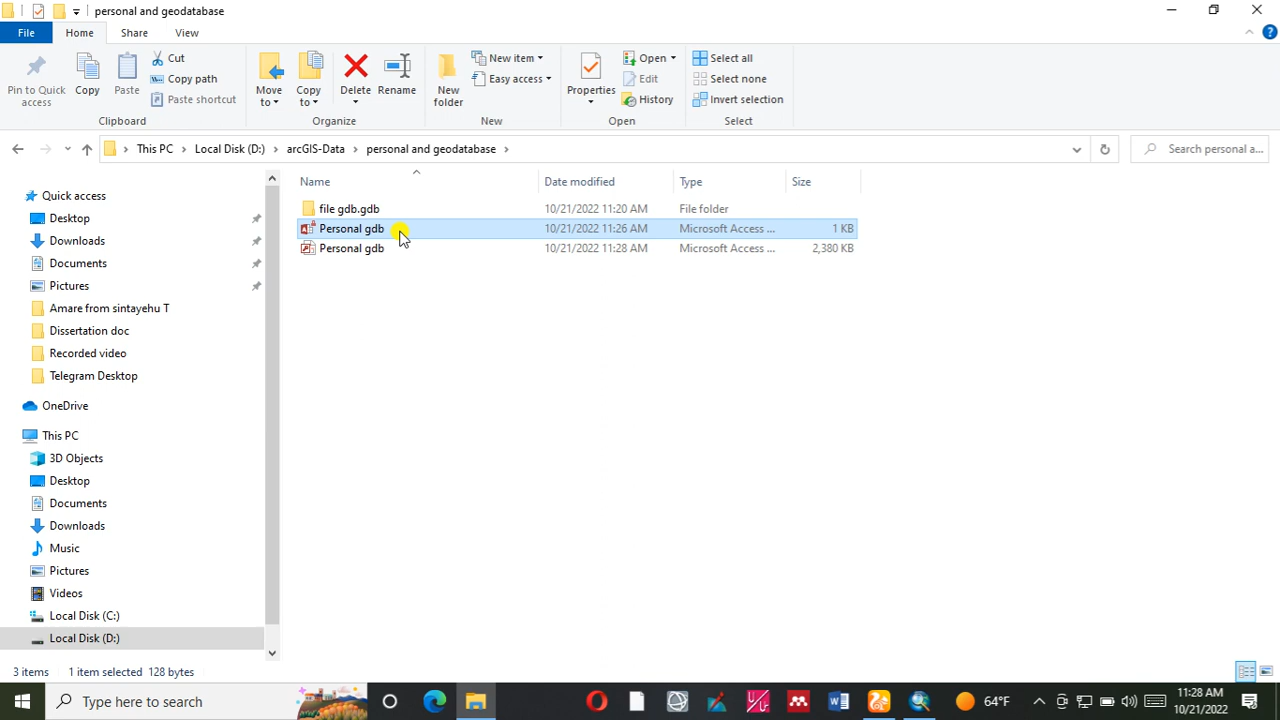 personal and geodatabase
File Home Share View
Pin to Quick access
Copy
Paste
Cut
Copy path
Paste shortcut
Clipboard
Move to
Copy to
Delete
Rename
Organize
New folder
New item
Easy access
New
Properties
Open
Edit
History
Open
Select all
Select none
Invert selection
Select
This PC Local Disk (D:) arcGIS-Data personal and geodatabase
Search personal a...
Name Date modified Type Size
file gdb.gdb 10/21/2022 11:20 AM File folder
Personal gdb 10/21/2022 11:26 AM Microsoft Access ... 1 KB
Personal gdb 10/21/2022 11:28 AM Microsoft Access ... 2,380 KB
Quick access
Desktop
Downloads
Documents
Pictures
Amare from sintayehu T
Dissertation doc
Recorded video
Telegram Desktop
OneDrive
This PC
3D Objects
Desktop
Documents
Downloads
Music
Pictures
Videos
Local Disk (C:)
Local Disk (D:)
3 items 1 item selected 128 bytes
Type here to search
64°F
11:28 AM
10/21/2022